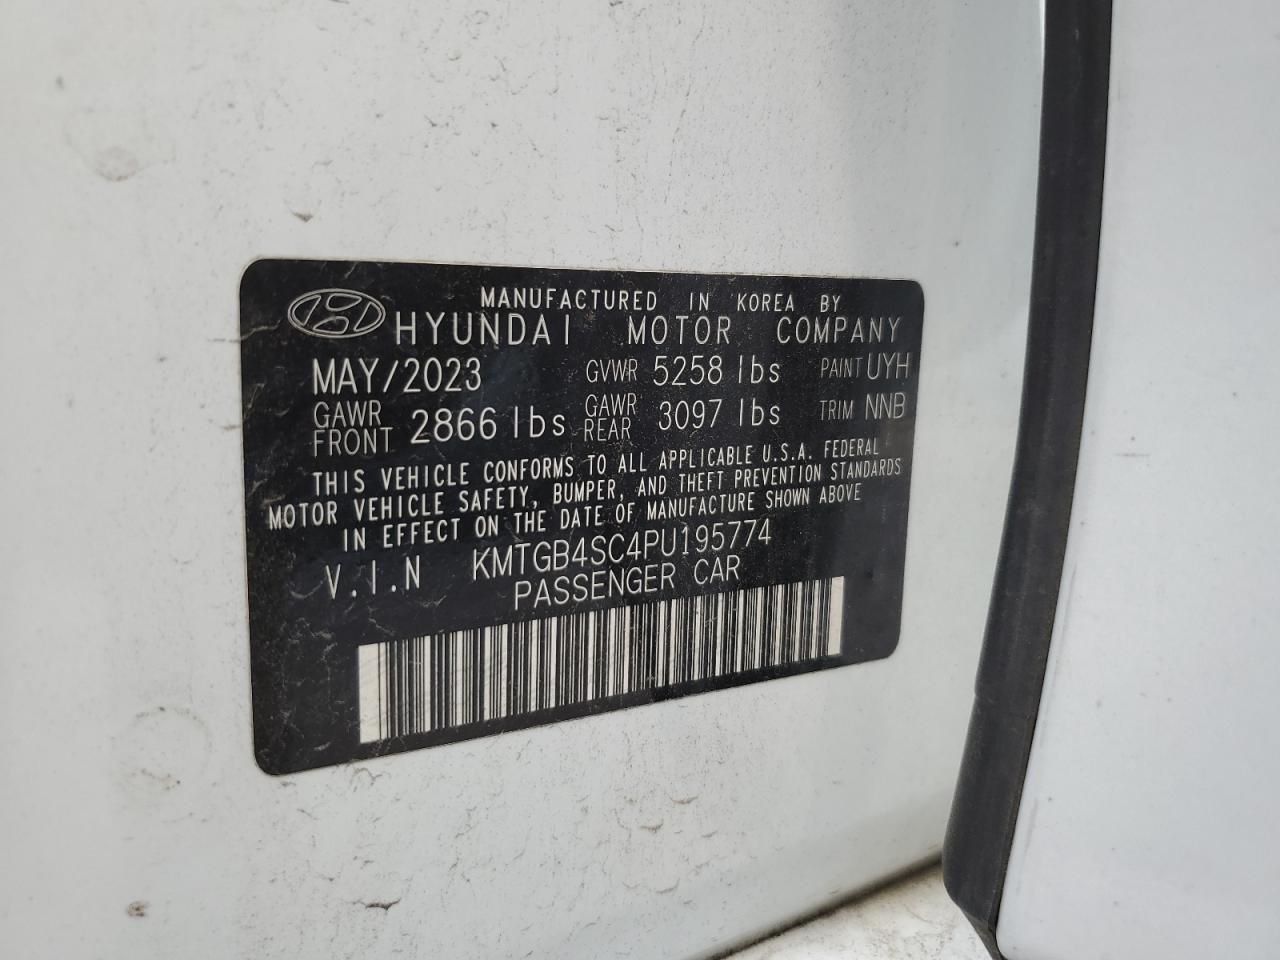 MANUFACTURED IN KOREA BY
HYUNDAI MOTOR COMPANY
MAY/2023 GVWR 5258 lbs PAINT UYH
GAWR FRONT 2866 lbs GAWR REAR 3097 lbs TRIM NNB
THIS VEHICLE CONFORMS TO ALL APPLICABLE U.S.A. FEDERAL
MOTOR VEHICLE SAFETY, BUMPER, AND THEFT PREVENTION STANDARDS
IN EFFECT ON THE DATE OF MANUFACTURE SHOWN ABOVE
V.I.N KMTGB4SC4PU195774
PASSENGER CAR